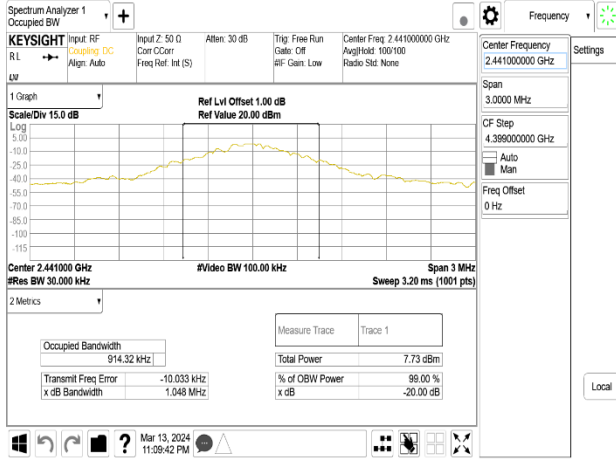 Spectrum Analyzer 1
Occupied BW
+
Frequency
KEYSIGHT
RL
Input: RF
Coupling: DC
Align: Auto
Input Z: 50 Ω
Corr CCorr
Freq Ref: Int (S)
Atten: 30 dB
Trig: Free Run
Gate: Off
#IF Gain: Low
Center Freq: 2.441000000 GHz
Avg|Hold: 100/100
Radio Std: None
Center Frequency
2.441000000 GHz
Settings
Span
3.0000 MHz
CF Step
4.399000000 GHz
Auto
Man
Freq Offset
0 Hz
1 Graph
Scale/Div 15.0 dB
Ref Lvl Offset 1.00 dB
Ref Value 20.00 dBm
Log
5.00
-10.0
-25.0
-40.0
-55.0
-70.0
-85.0
-100
-115
Center 2.441000 GHz
#Res BW 30.000 kHz
#Video BW 100.00 kHz
Span 3 MHz
Sweep 3.20 ms (1001 pts)
2 Metrics
Measure Trace Trace 1
Occupied Bandwidth
914.32 kHz
Total Power 7.73 dBm
Transmit Freq Error -10.033 kHz
% of OBW Power 99.00 %
x dB Bandwidth 1.048 MHz
x dB -20.00 dB
Local
?
Mar 13, 2024
11:09:42 PM